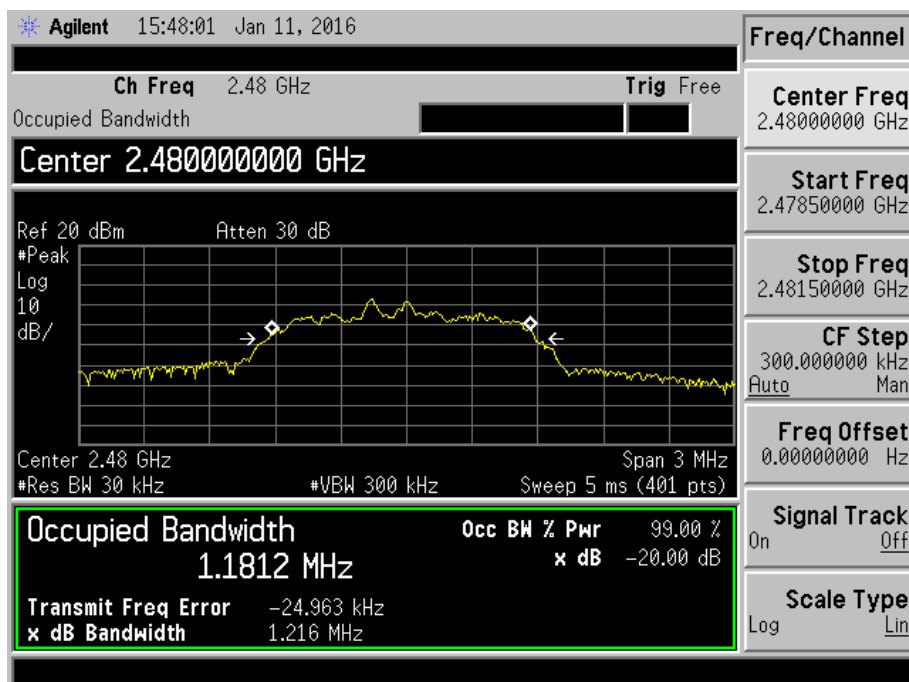 Agilent 15:48:01 Jan 11, 2016
Ch Freq 2.48 GHz Trig Free
Occupied Bandwidth
Center 2.480000000 GHz
Ref 20 dBm Atten 30 dB
#Peak
Log
10
dB/
Center 2.48 GHz Span 3 MHz
#Res BW 30 kHz #VBW 300 kHz Sweep 5 ms (401 pts)
Occupied Bandwidth Occ BW % Pwr 99.00 %
1.1812 MHz x dB -20.00 dB
Transmit Freq Error -24.963 kHz
x dB Bandwidth 1.216 MHz
Freq/Channel
Center Freq
2.48000000 GHz
Start Freq
2.47850000 GHz
Stop Freq
2.48150000 GHz
CF Step
300.000000 kHz
Auto Man
Freq Offset
0.00000000 Hz
Signal Track
On Off
Scale Type
Log Lin